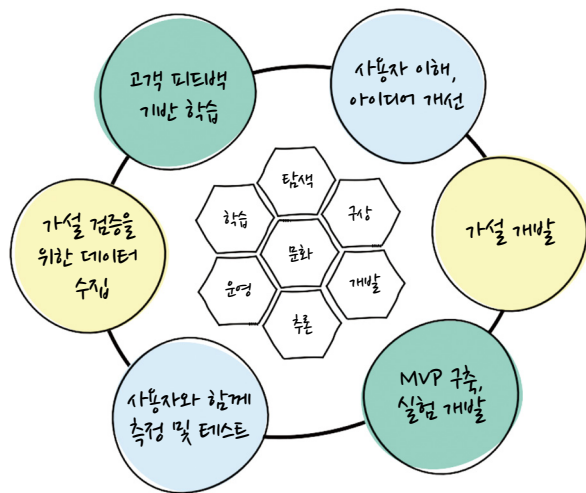 고객 피드백
기반 학습
사용자 이해,
아이디어 개선
가설 개발
MVP 구축,
실험 개발
사용자와 함께
측정 및 테스트
가설 검증을
위한 데이터
수집
탐색
구상
개발
추론
운영
학습
문화